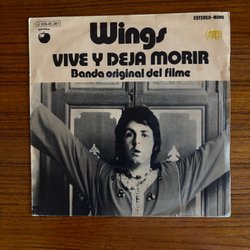 ESTEREO-MONO
Wings
VIVE Y DEJA MORIR
Banda original del filme